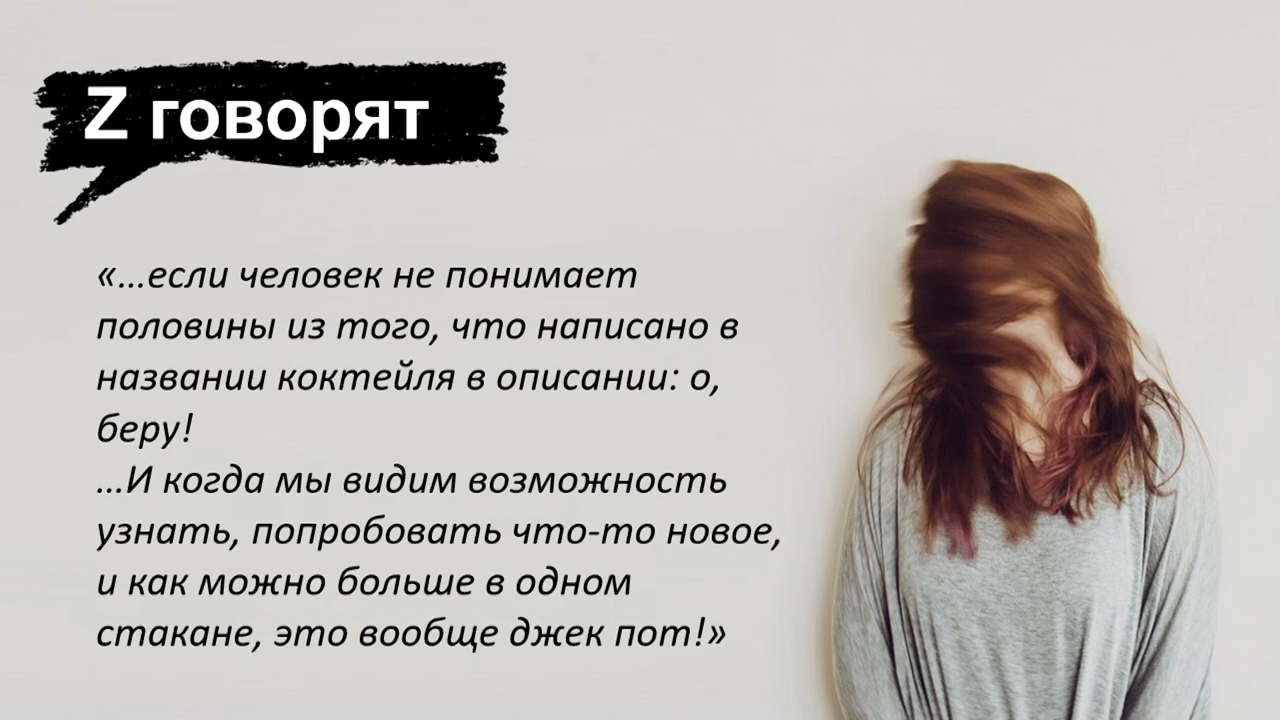 Z говорят
«…если человек не понимает
половины из того, что написано в
названии коктейля в описании: о,
беру!
…И когда мы видим возможность
узнать, попробовать что-то новое,
и как можно больше в одном
стакане, это вообще джек пот!»